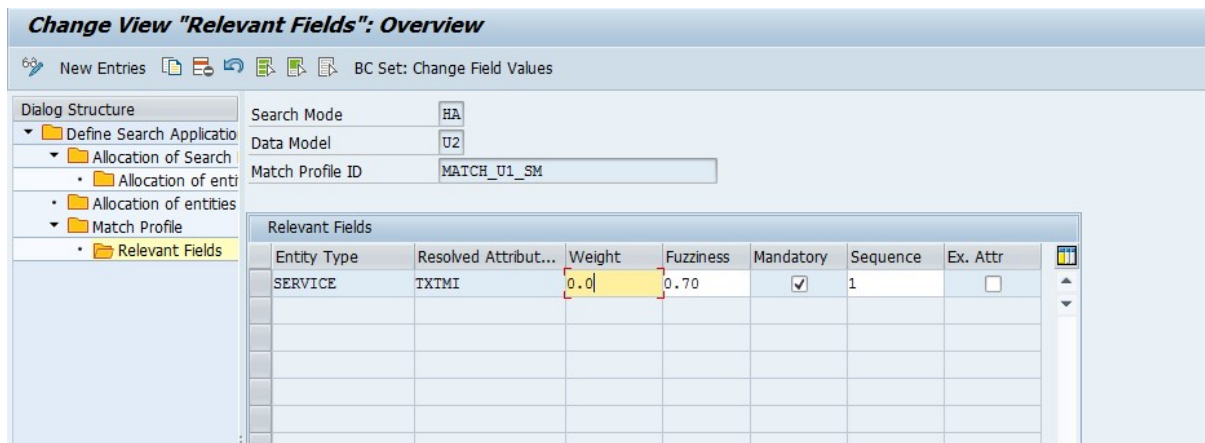 Change View "Relevant Fields": Overview
New Entries BC Set: Change Field Values
Dialog Structure
Define Search Applicatio
Allocation of Search
Allocation of enti
Allocation of entities
Match Profile
Relevant Fields
Search Mode HA
Data Model U2
Match Profile ID MATCH_U1_SM
Relevant Fields
Entity Type Resolved Attribut... Weight Fuzziness Mandatory Sequence Ex. Attr
SERVICE TXTMI 0.0 0.70 1